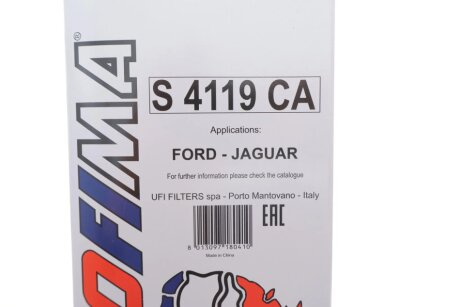 OFIMA®
S 4119 CA
Applications:
FORD - JAGUAR
For further information please check the catalogue
UFI FILTERS spa - Porto Mantovano - Italy
EAC
8 013097 180410
Made in China